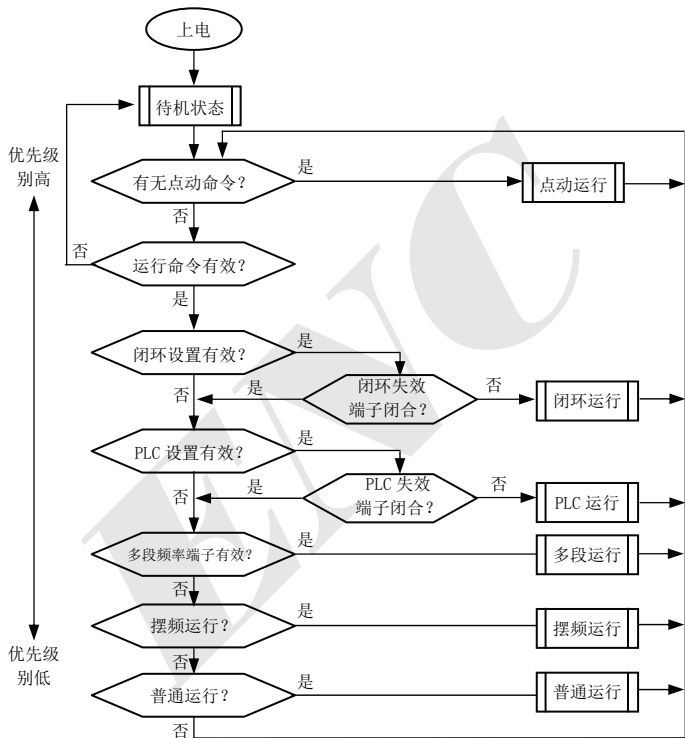 上电
待机状态
优先级
别高
有无点动命令?
是
点动运行
否
否
运行命令有效?
是
闭环设置有效?
是
否
是
闭环失效
端子闭合?
否
闭环运行
PLC 设置有效?
是
否
是
PLC 失效
端子闭合?
否
PLC 运行
多段频率端子有效?
是
多段运行
否
摆频运行?
是
摆频运行
优先级
别低
否
普通运行?
是
普通运行
否
ENC